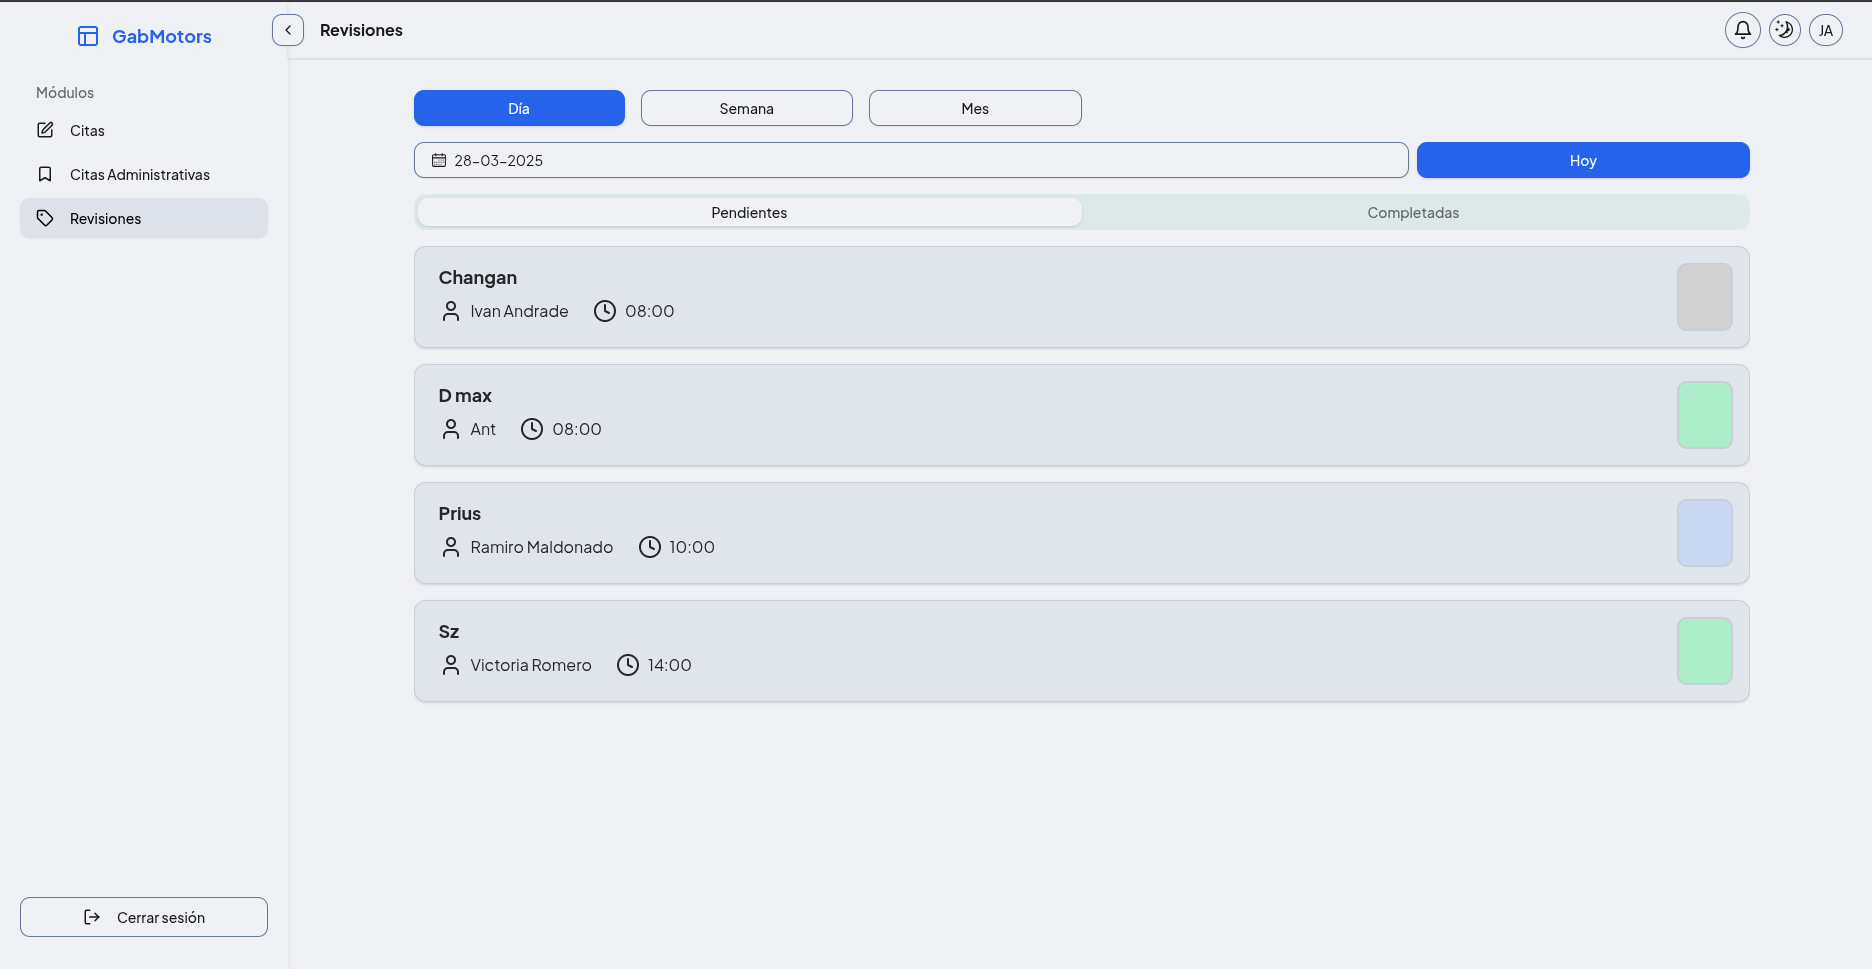 GabMotors
Revisiones
JA
Módulos
Citas
Citas Administrativas
Revisiones
Día
Semana
Mes
28-03-2025
Hoy
Pendientes
Completadas
Changan
Ivan Andrade 08:00
D max
Ant 08:00
Prius
Ramiro Maldonado 10:00
Sz
Victoria Romero 14:00
Cerrar sesión